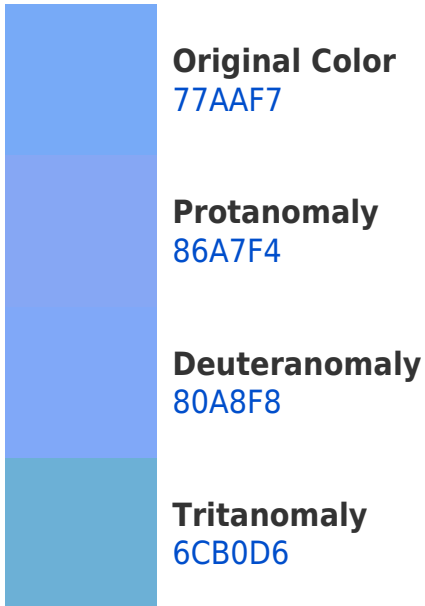 Original Color
77AAF7
Protanomaly
86A7F4
Deuteranomaly
80A8F8
Tritanomaly
6CB0D6